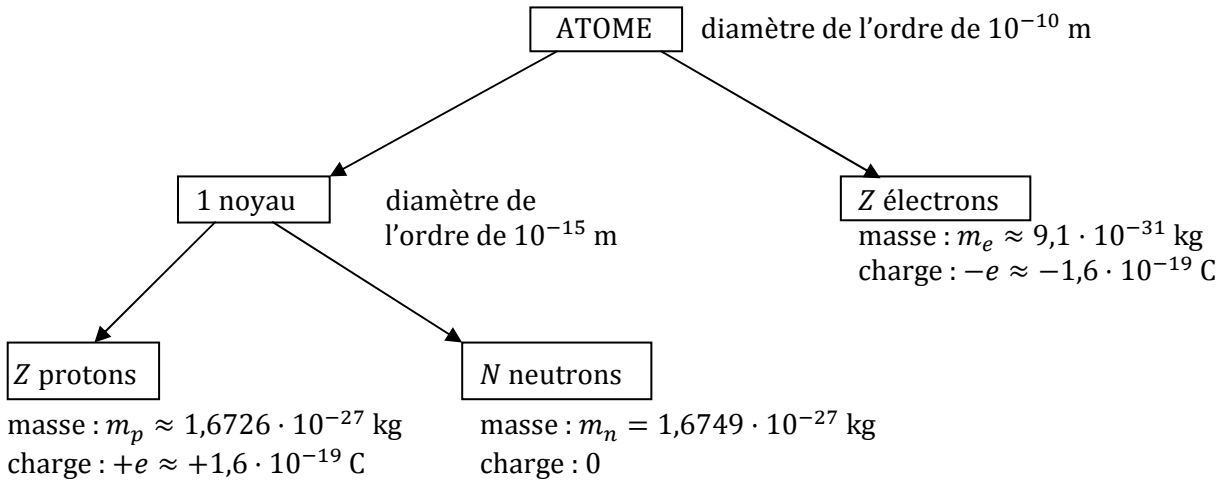 ATOME
diamètre de l’ordre de 10⁻¹⁰ m
1 noyau
diamètre de
l’ordre de 10⁻¹⁵ m
Z électrons
masse : mₑ ≈ 9,1 · 10⁻³¹ kg
charge : −e ≈ −1,6 · 10⁻¹⁹ C
Z protons
masse : mₚ ≈ 1,6726 · 10⁻²⁷ kg
charge : +e ≈ +1,6 · 10⁻¹⁹ C
N neutrons
masse : mₙ = 1,6749 · 10⁻²⁷ kg
charge : 0